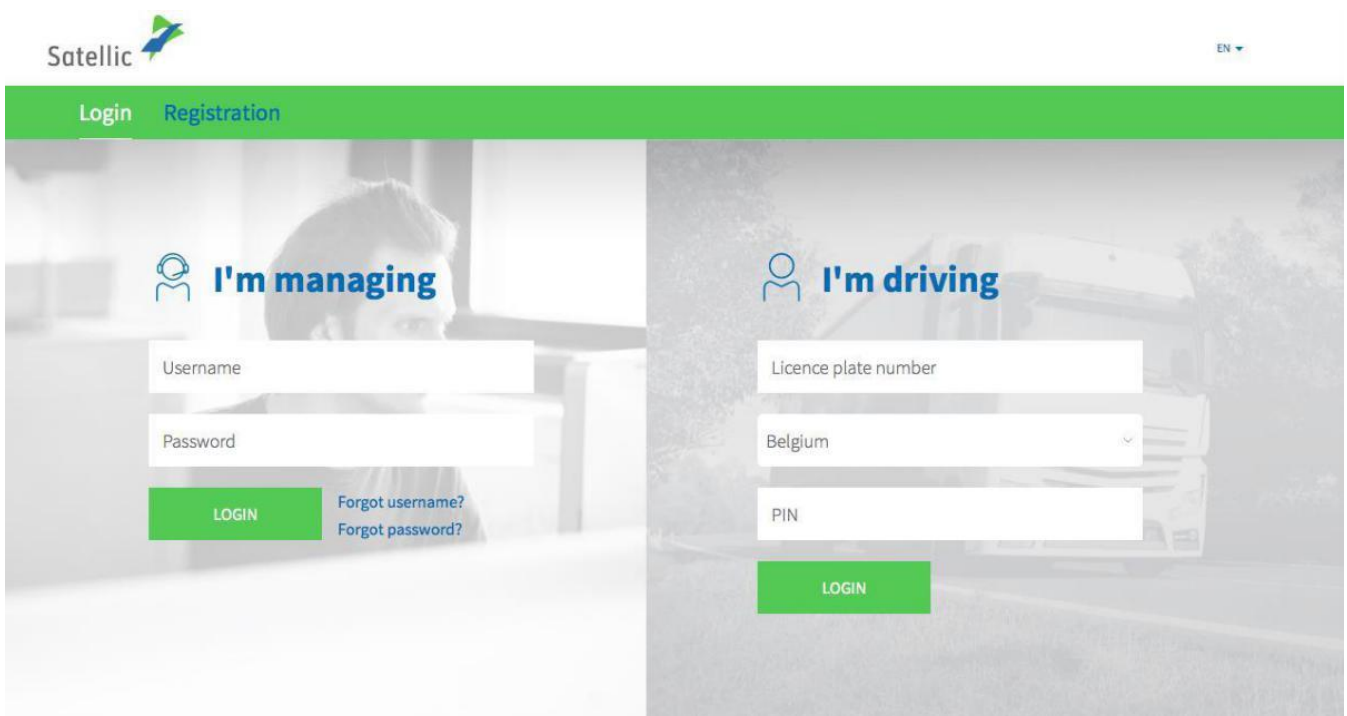 Satellic
EN
Login Registration
I'm managing
Username
Password
LOGIN
Forgot username?
Forgot password?
I'm driving
Licence plate number
Belgium
PIN
LOGIN